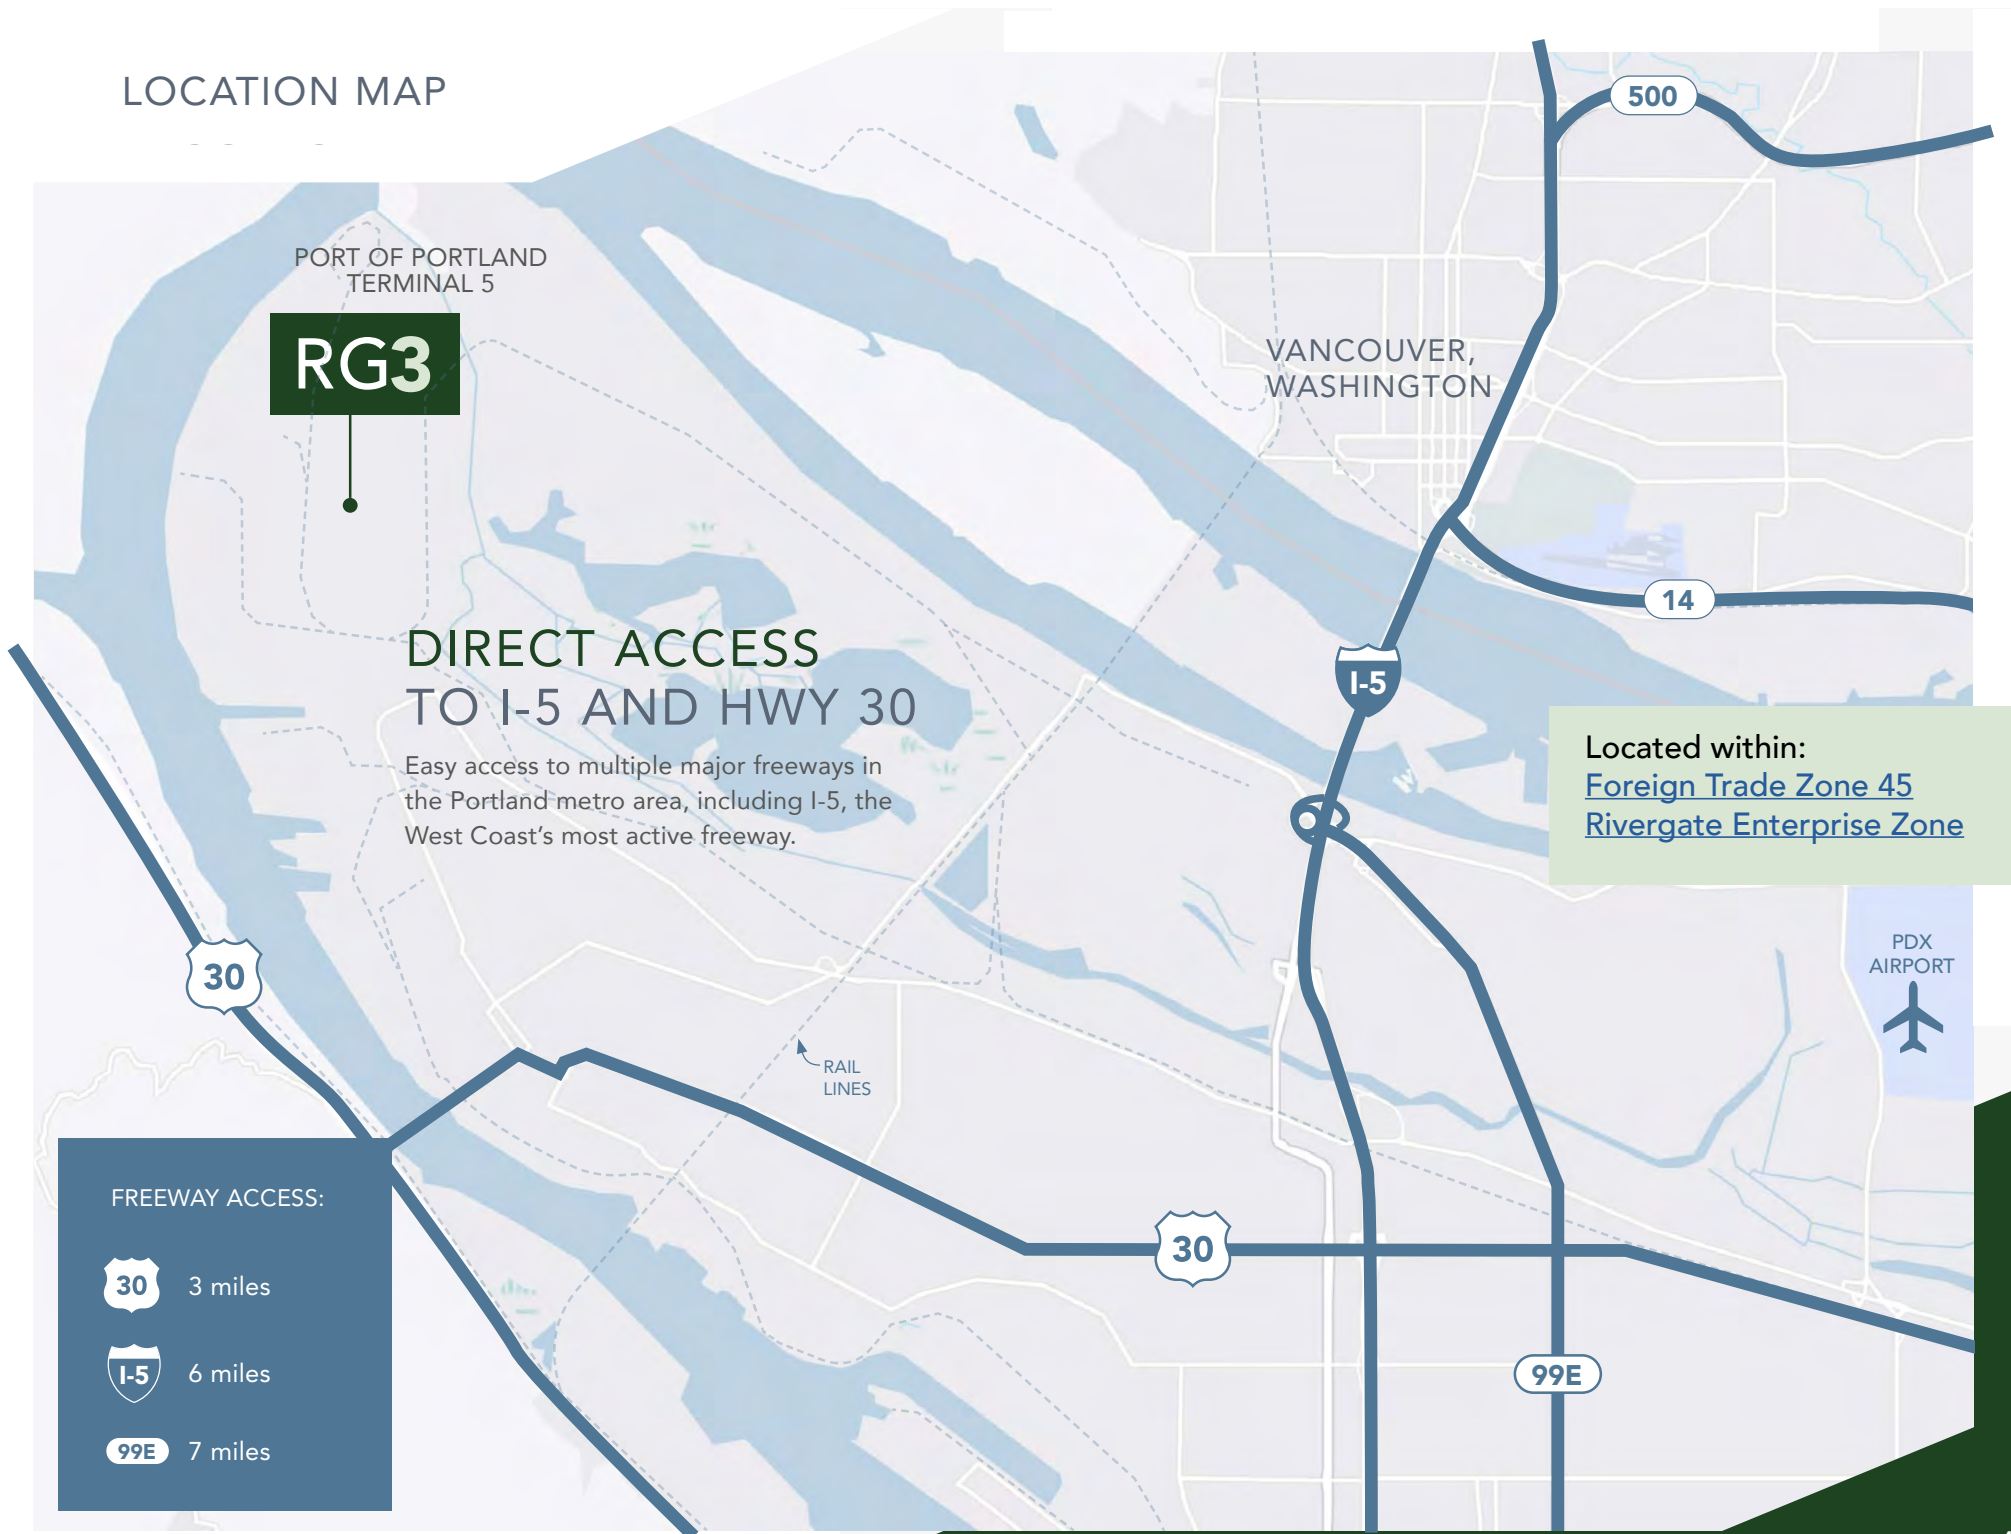 LOCATION MAP
500
PORT OF PORTLAND
TERMINAL 5
RG3
VANCOUVER,
WASHINGTON
14
I-5
DIRECT ACCESS
TO I-5 AND HWY 30
Easy access to multiple major freeways in
the Portland metro area, including I-5, the
West Coast's most active freeway.
Located within:
Foreign Trade Zone 45
Rivergate Enterprise Zone
PDX
AIRPORT
30
RAIL
LINES
FREEWAY ACCESS:
30 3 miles
I-5 6 miles
99E 7 miles
30
99E